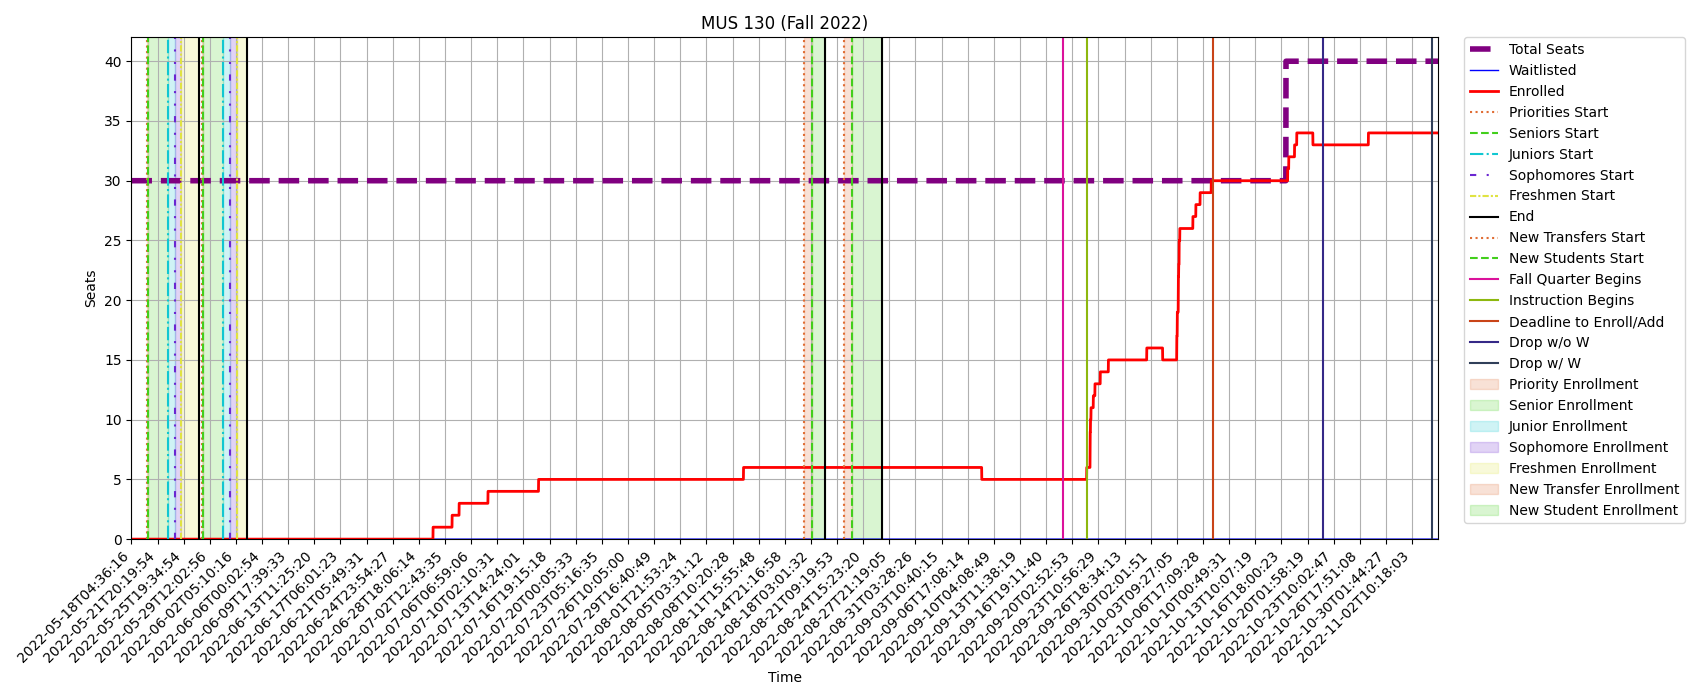 MUS 130 (Fall 2022)
Seats
40
35
30
25
20
15
10
5
0
2022-05-18T04:36:16
2022-05-21T20:19:54
2022-05-25T19:34:54
2022-05-29T12:02:56
2022-06-02T05:10:16
2022-06-06T00:02:54
2022-06-09T17:39:33
2022-06-13T11:25:20
2022-06-17T06:01:23
2022-06-21T05:49:31
2022-06-24T23:54:27
2022-06-28T18:06:14
2022-07-02T12:43:35
2022-07-06T06:59:06
2022-07-10T02:10:31
2022-07-13T14:24:01
2022-07-16T19:15:18
2022-07-20T00:05:33
2022-07-23T05:16:35
2022-07-26T10:05:00
2022-07-29T16:40:49
2022-08-01T21:53:24
2022-08-05T03:31:12
2022-08-08T10:20:28
2022-08-11T15:55:48
2022-08-14T21:16:58
2022-08-18T03:01:32
2022-08-21T09:19:53
2022-08-24T15:23:20
2022-08-27T21:19:05
2022-08-31T03:28:26
2022-09-03T10:40:15
2022-09-06T17:08:14
2022-09-10T04:08:49
2022-09-13T11:38:19
2022-09-16T19:11:40
2022-09-20T02:52:53
2022-09-23T10:56:29
2022-09-26T18:34:13
2022-09-30T02:01:51
2022-10-03T09:27:05
2022-10-06T17:09:28
2022-10-10T00:49:31
2022-10-13T10:07:19
2022-10-16T18:00:23
2022-10-20T01:58:19
2022-10-23T10:02:47
2022-10-26T17:51:08
2022-10-30T01:44:27
2022-11-02T10:18:03
Time
Total Seats
Waitlisted
Enrolled
Priorities Start
Seniors Start
Juniors Start
Sophomores Start
Freshmen Start
End
New Transfers Start
New Students Start
Fall Quarter Begins
Instruction Begins
Deadline to Enroll/Add
Drop w/o W
Drop w/ W
Priority Enrollment
Senior Enrollment
Junior Enrollment
Sophomore Enrollment
Freshmen Enrollment
New Transfer Enrollment
New Student Enrollment